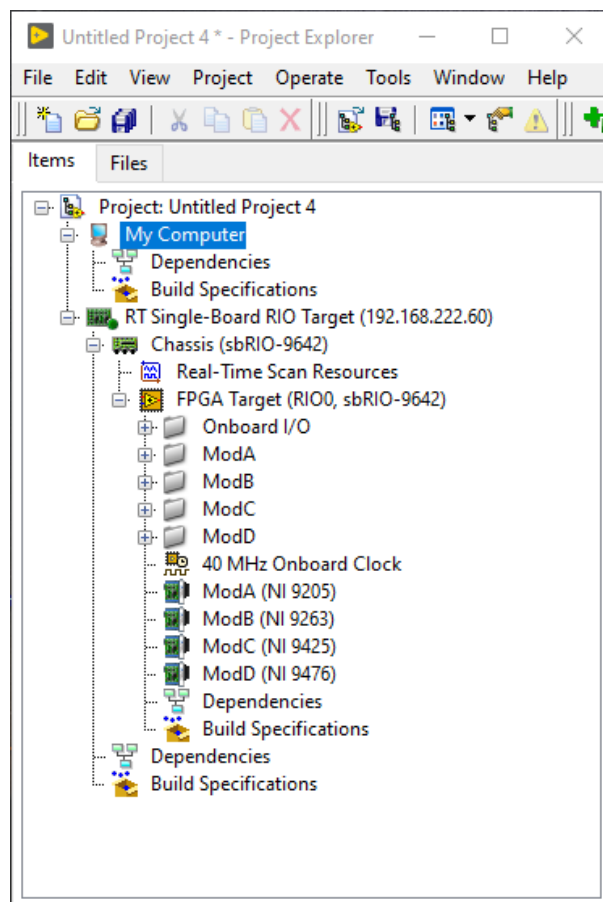 Untitled Project 4 * - Project Explorer
File Edit View Project Operate Tools Window Help
Items Files
Project: Untitled Project 4
My Computer
Dependencies
Build Specifications
RT Single-Board RIO Target (192.168.222.60)
Chassis (sbRIO-9642)
Real-Time Scan Resources
FPGA Target (RIO0, sbRIO-9642)
Onboard I/O
ModA
ModB
ModC
ModD
40 MHz Onboard Clock
ModA (NI 9205)
ModB (NI 9263)
ModC (NI 9425)
ModD (NI 9476)
Dependencies
Build Specifications
Dependencies
Build Specifications